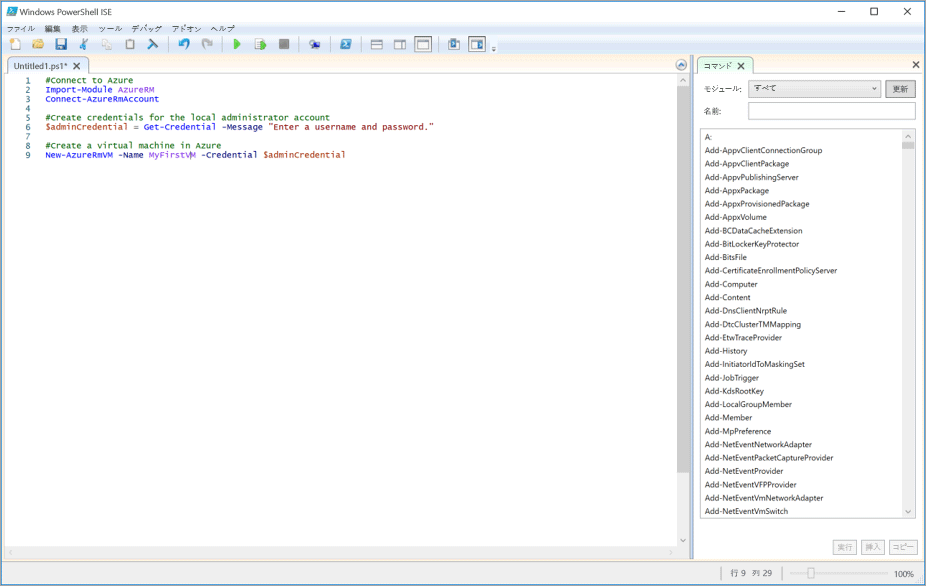 Windows PowerShell ISE
ファイル 編集 表示 ツール デバッグ アドオン ヘルプ
Untitled1.ps1*
1 #Connect to Azure
2 Import-Module AzureRM
3 Connect-AzureRmAccount
4
5 #Create credentials for the local administrator account
6 $adminCredential = Get-Credential -Message "Enter a username and password."
7
8 #Create a virtual machine in Azure
9 New-AzureRmVM -Name MyFirstVM -Credential $adminCredential
コマンド
モジュール: すべて 更新
名前:
A:
Add-AppvClientConnectionGroup
Add-AppvClientPackage
Add-AppvPublishingServer
Add-AppxPackage
Add-AppxProvisionedPackage
Add-AppxVolume
Add-BCDataCacheExtension
Add-BitLockerKeyProtector
Add-BitsFile
Add-CertificateEnrollmentPolicyServer
Add-Computer
Add-Content
Add-DnsClientNrptRule
Add-DtcClusterTMMapping
Add-EtwTraceProvider
Add-History
Add-InitiatorIdToMaskingSet
Add-JobTrigger
Add-KdsRootKey
Add-LocalGroupMember
Add-Member
Add-MpPreference
Add-NetEventNetworkAdapter
Add-NetEventPacketCaptureProvider
Add-NetEventProvider
Add-NetEventVFPProvider
Add-NetEventVmNetworkAdapter
Add-NetEventVmSwitch
実行 挿入 コピー
行 9 列 29 100%